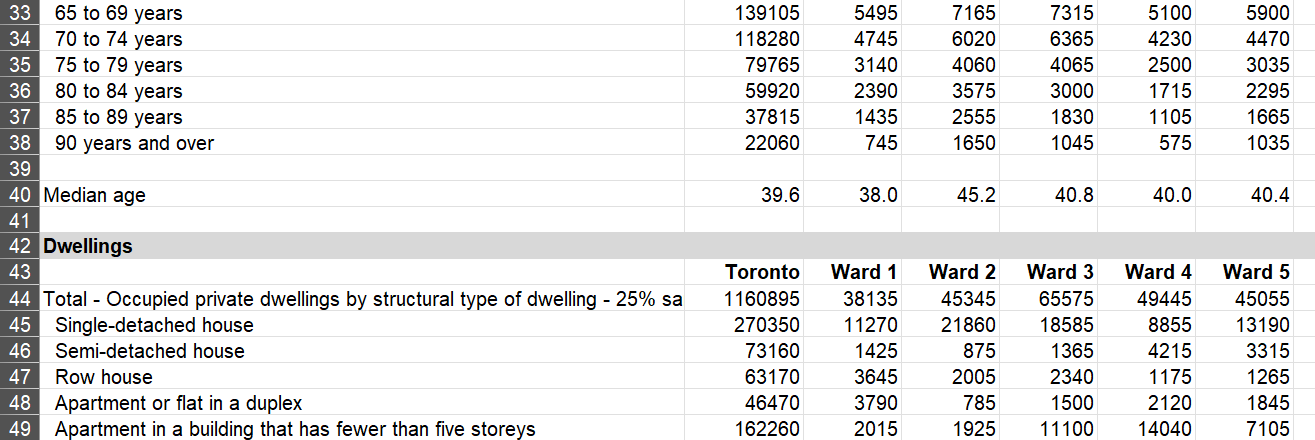 33 65 to 69 years 139105 5495 7165 7315 5100 5900
34 70 to 74 years 118280 4745 6020 6365 4230 4470
35 75 to 79 years 79765 3140 4060 4065 2500 3035
36 80 to 84 years 59920 2390 3575 3000 1715 2295
37 85 to 89 years 37815 1435 2555 1830 1105 1665
38 90 years and over 22060 745 1650 1045 575 1035
39
40 Median age 39.6 38.0 45.2 40.8 40.0 40.4
41
42 Dwellings
43 Toronto Ward 1 Ward 2 Ward 3 Ward 4 Ward 5
44 Total - Occupied private dwellings by structural type of dwelling - 25% sa 1160895 38135 45345 65575 49445 45055
45 Single-detached house 270350 11270 21860 18585 8855 13190
46 Semi-detached house 73160 1425 875 1365 4215 3315
47 Row house 63170 3645 2005 2340 1175 1265
48 Apartment or flat in a duplex 46470 3790 785 1500 2120 1845
49 Apartment in a building that has fewer than five storeys 162260 2015 1925 11100 14040 7105